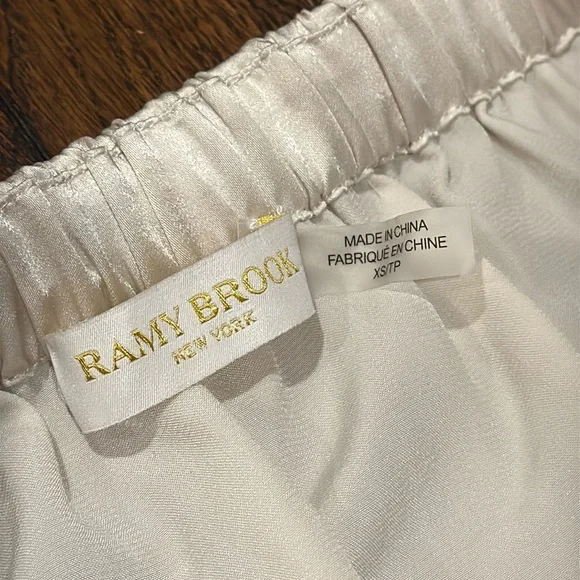 RAMY BROOK
NEW YORK
MADE IN CHINA
FABRIQUÉ EN CHINE
XS/TP